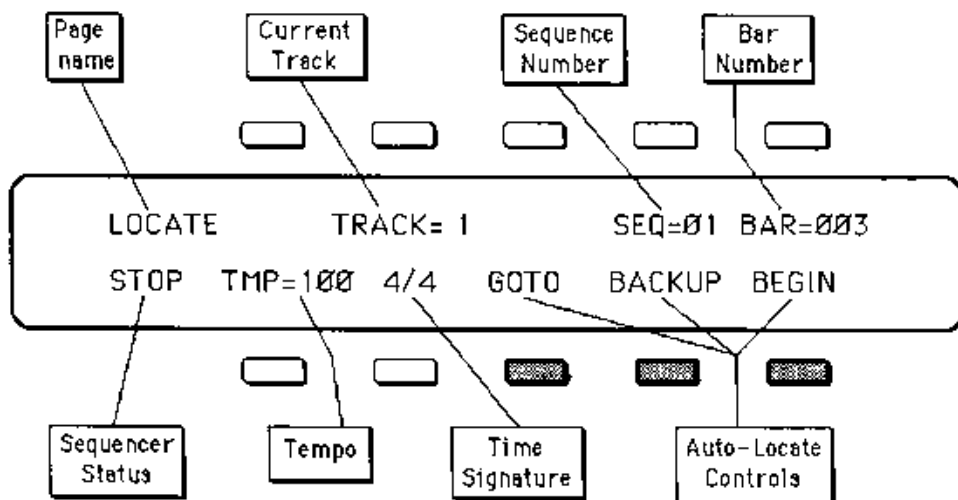 Page
name
Current
Track
Sequence
Number
Bar
Number
LOCATE TRACK= 1 SEQ=Ø1 BAR=ØØ3
STOP TMP=1ØØ 4/4 GOTO BACKUP BEGIN
Sequencer
Status
Tempo
Time
Signature
Auto-Locate
Controls